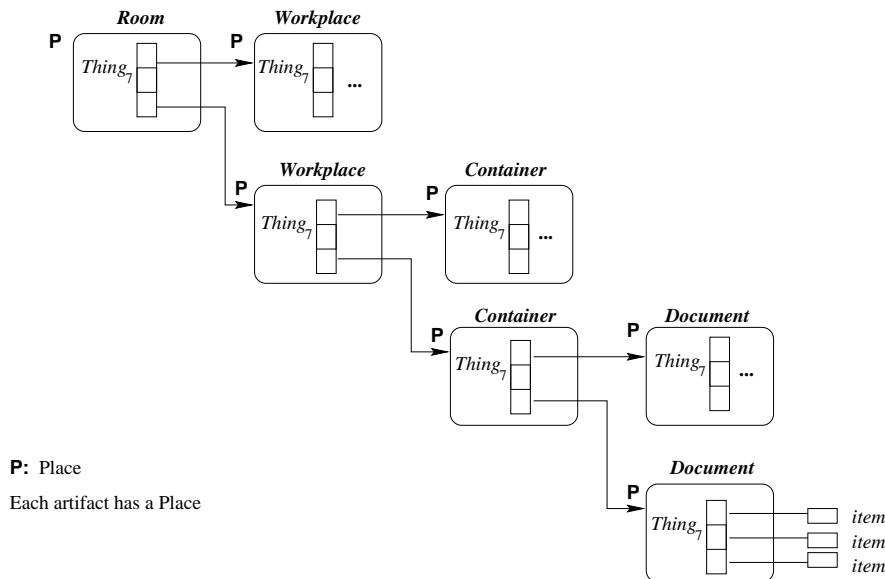 Room
Workplace
P
P
Thing7
Thing7
...
Workplace
Container
P
P
Thing7
Thing7
...
Container
Document
P
P
Thing7
Thing7
...
P: Place
Document
Each artifact has a Place
P
Thing7
item
item
item